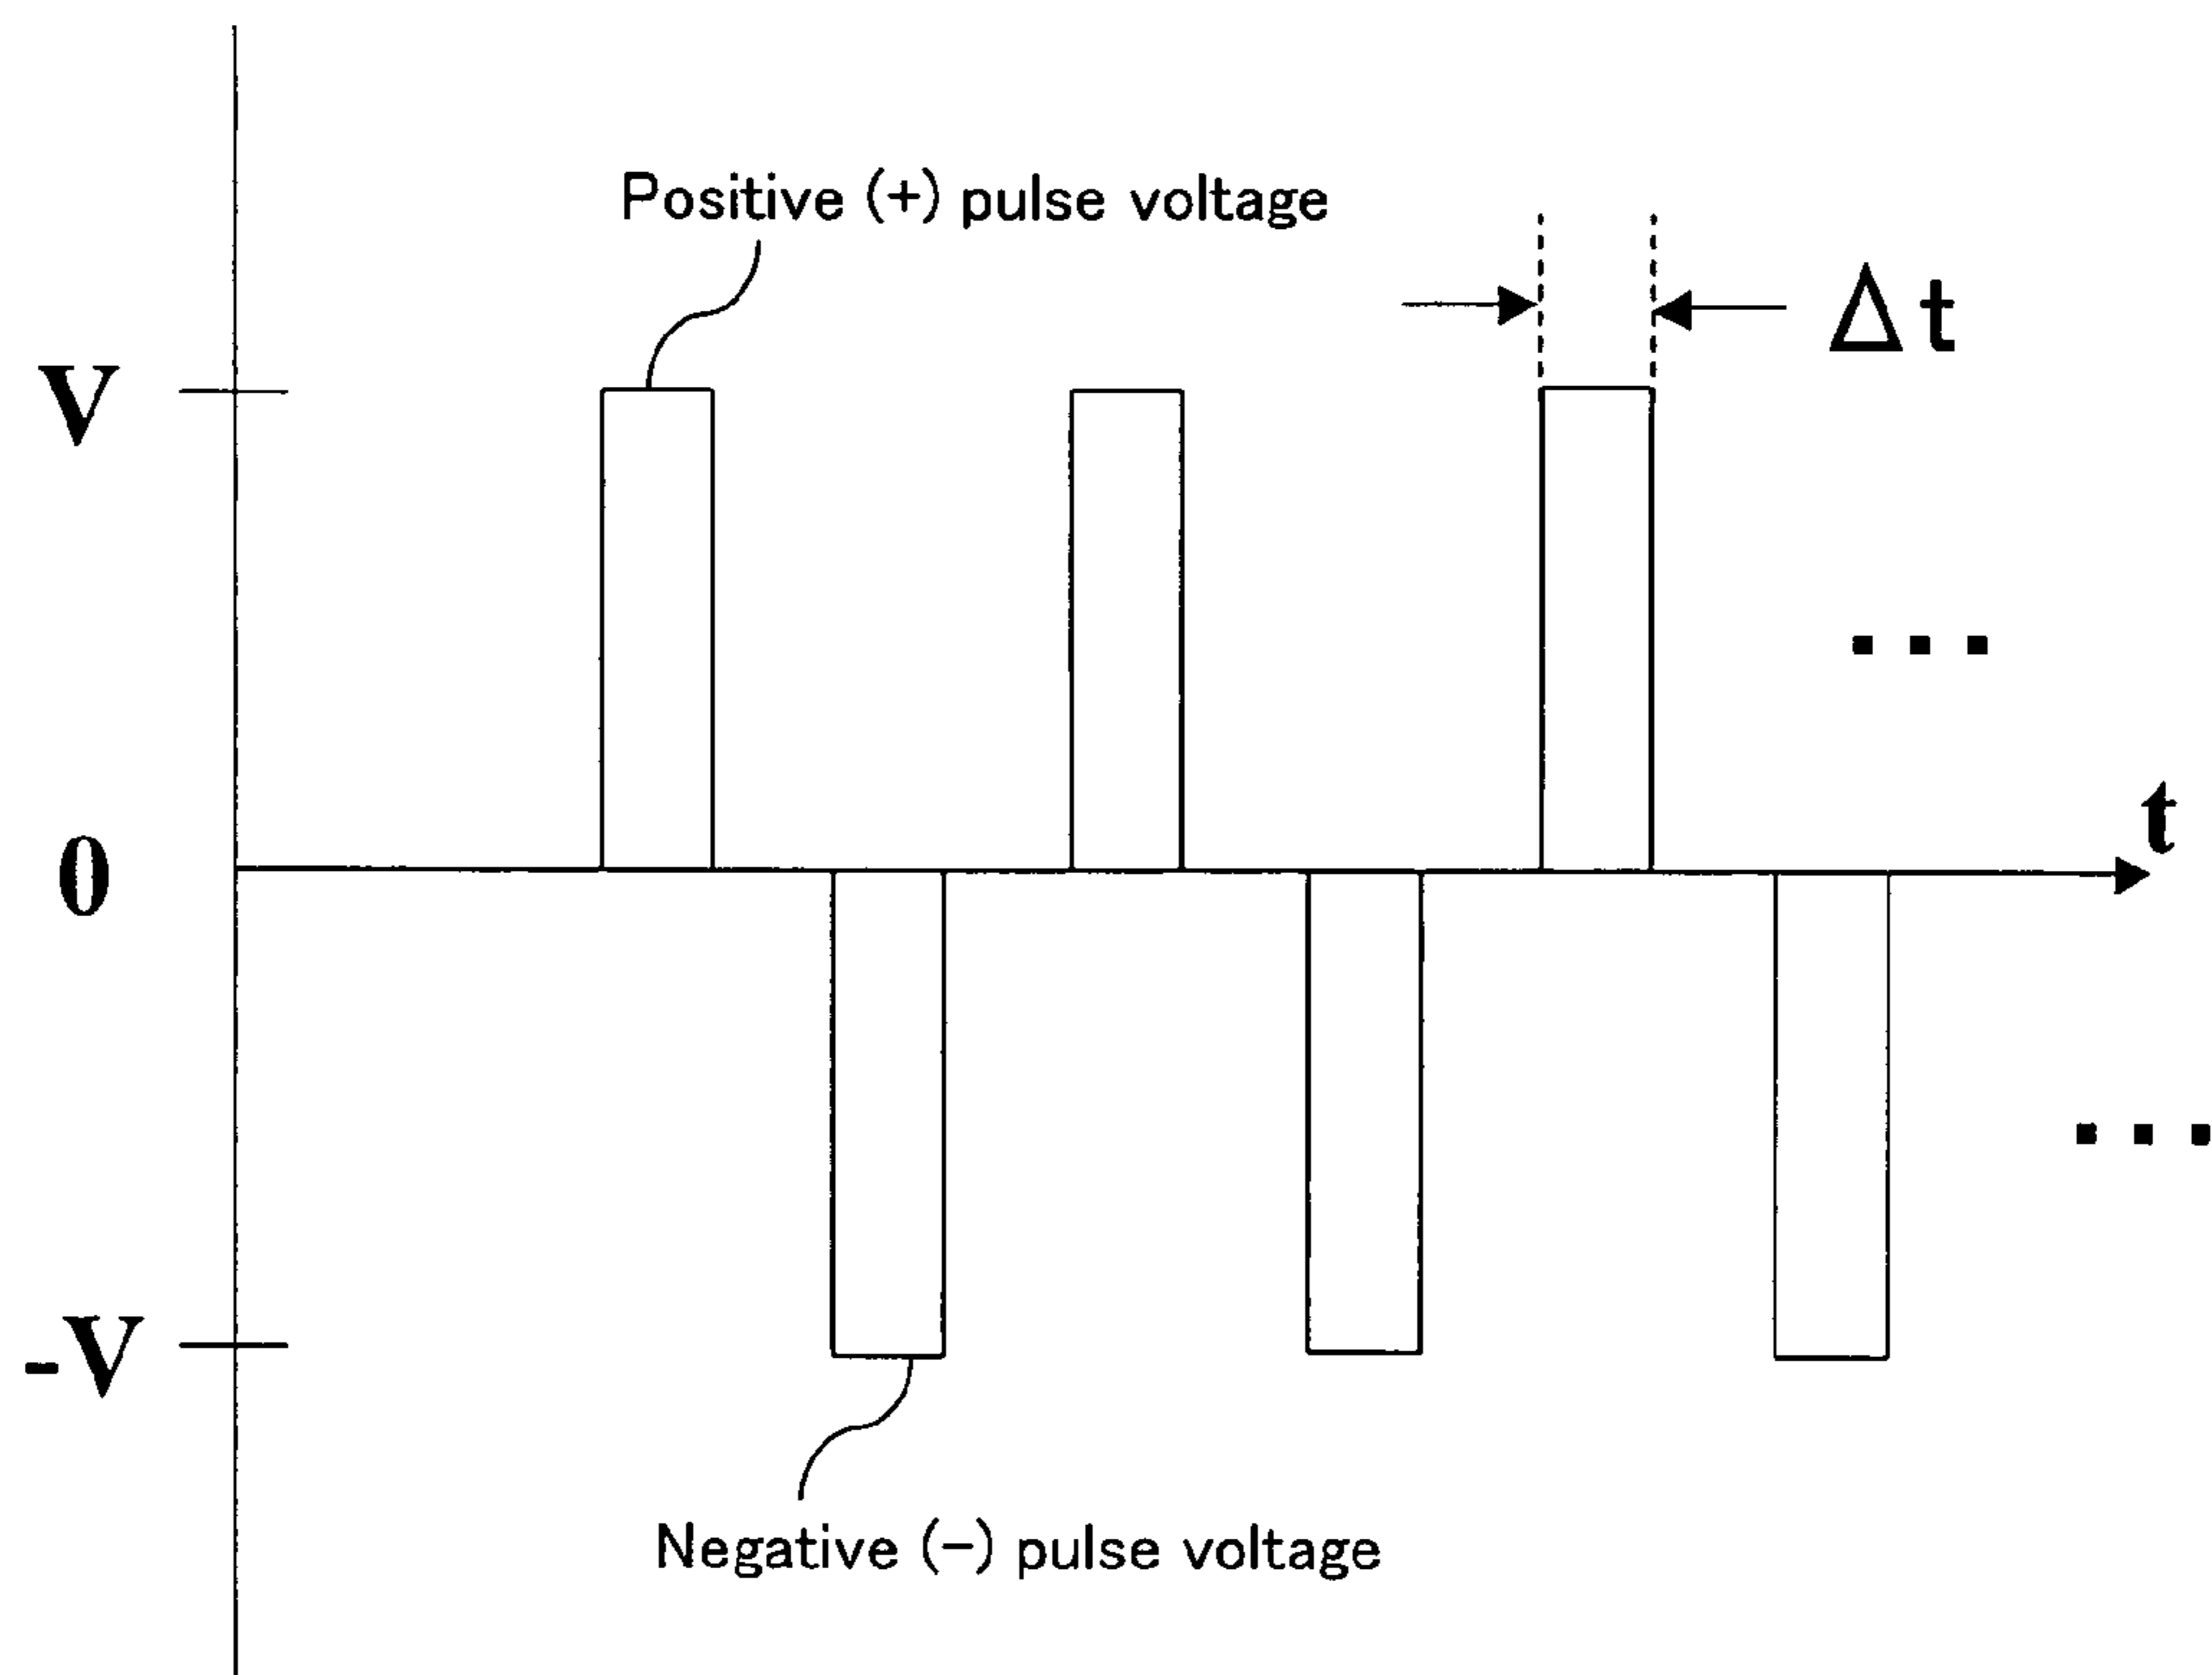 Positive (+) pulse voltage
Δt
V
...
t
0
...
-V
Negative (-) pulse voltage